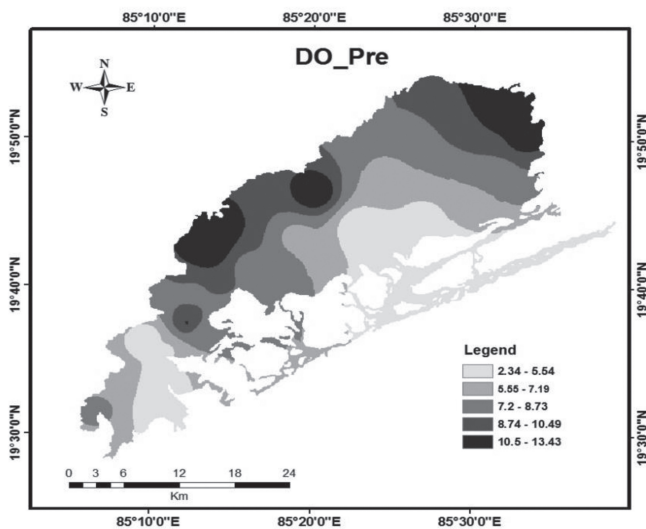 85°10'0"E 85°20'0"E 85°30'0"E
DO_Pre
N
W E
S
19°50'0"N 19°50'0"N
19°40'0"N 19°40'0"N
19°30'0"N 19°30'0"N
Legend
2.34 - 5.54
5.55 - 7.19
7.2 - 8.73
8.74 - 10.49
10.5 - 13.43
0 3 6 12 18 24
Km
85°10'0"E 85°20'0"E 85°30'0"E